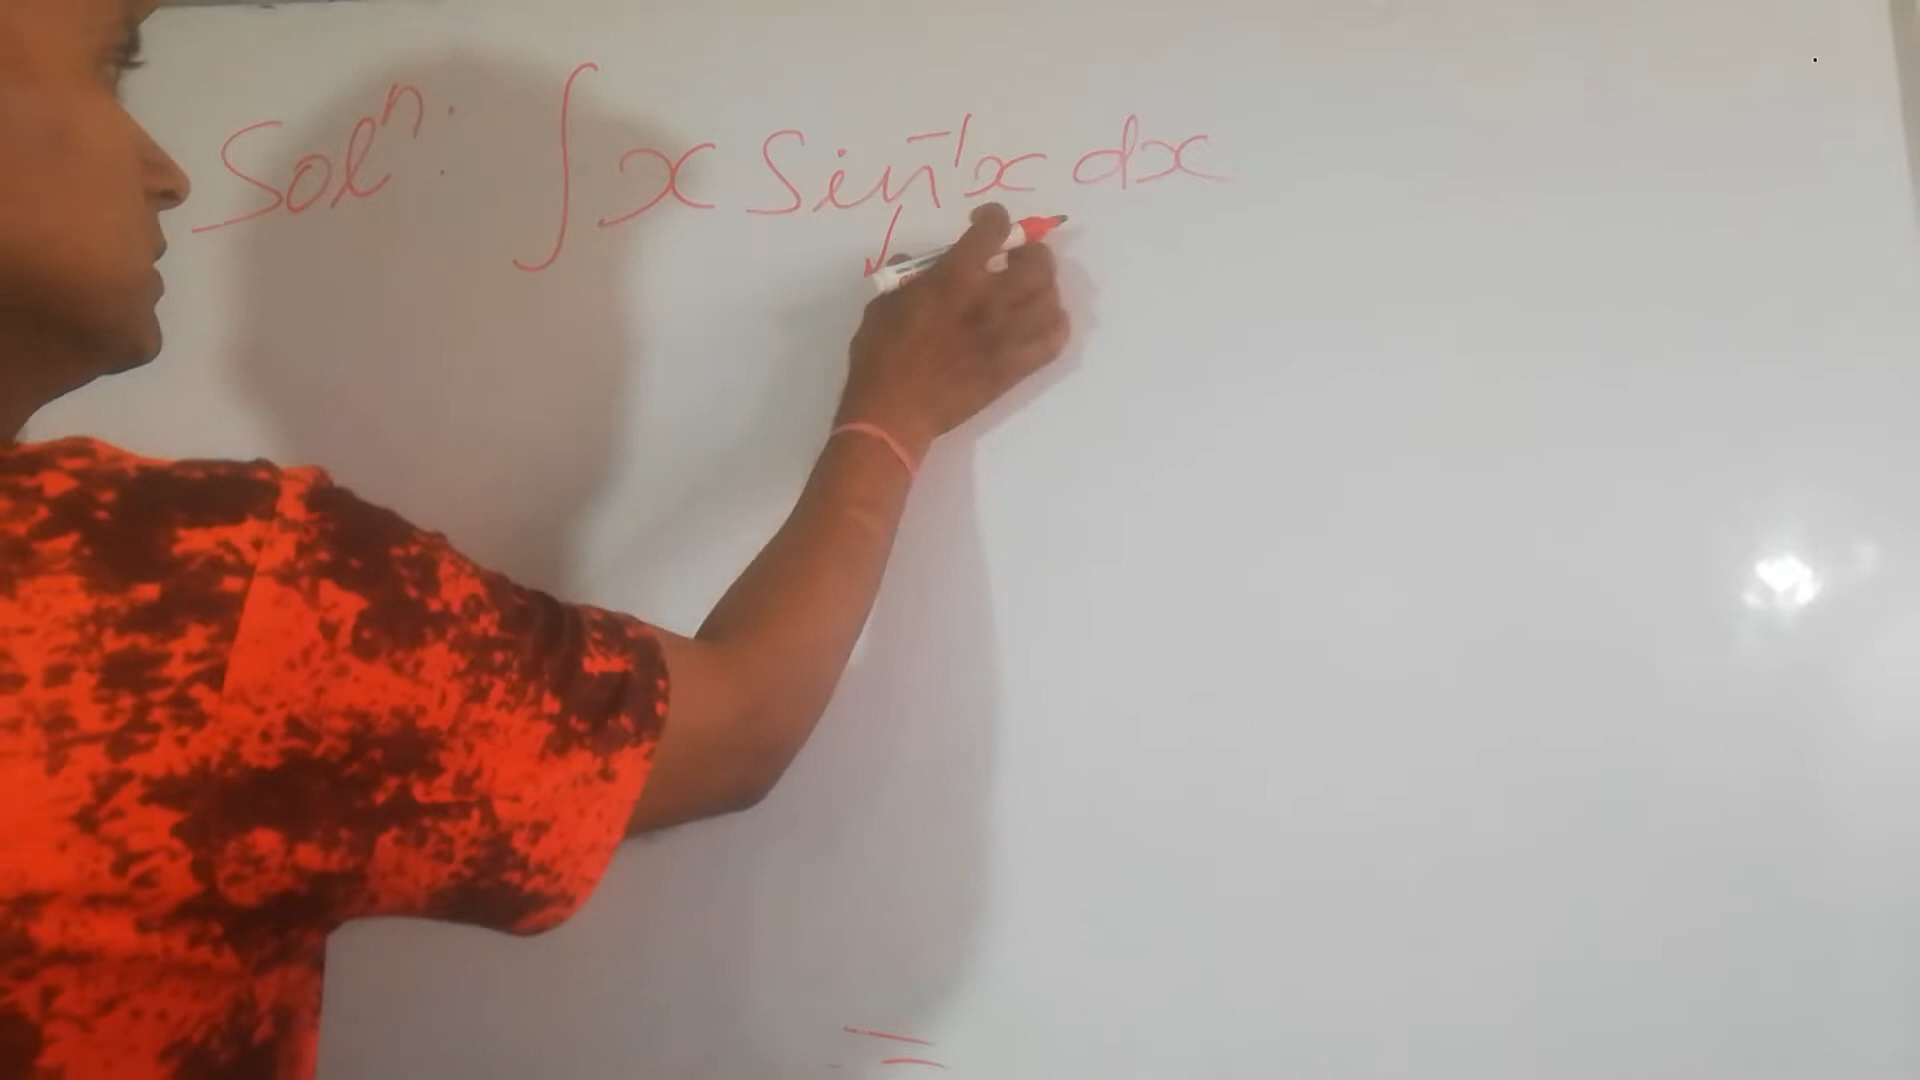 Solⁿ: ∫ x Sin⁻¹x dx
=